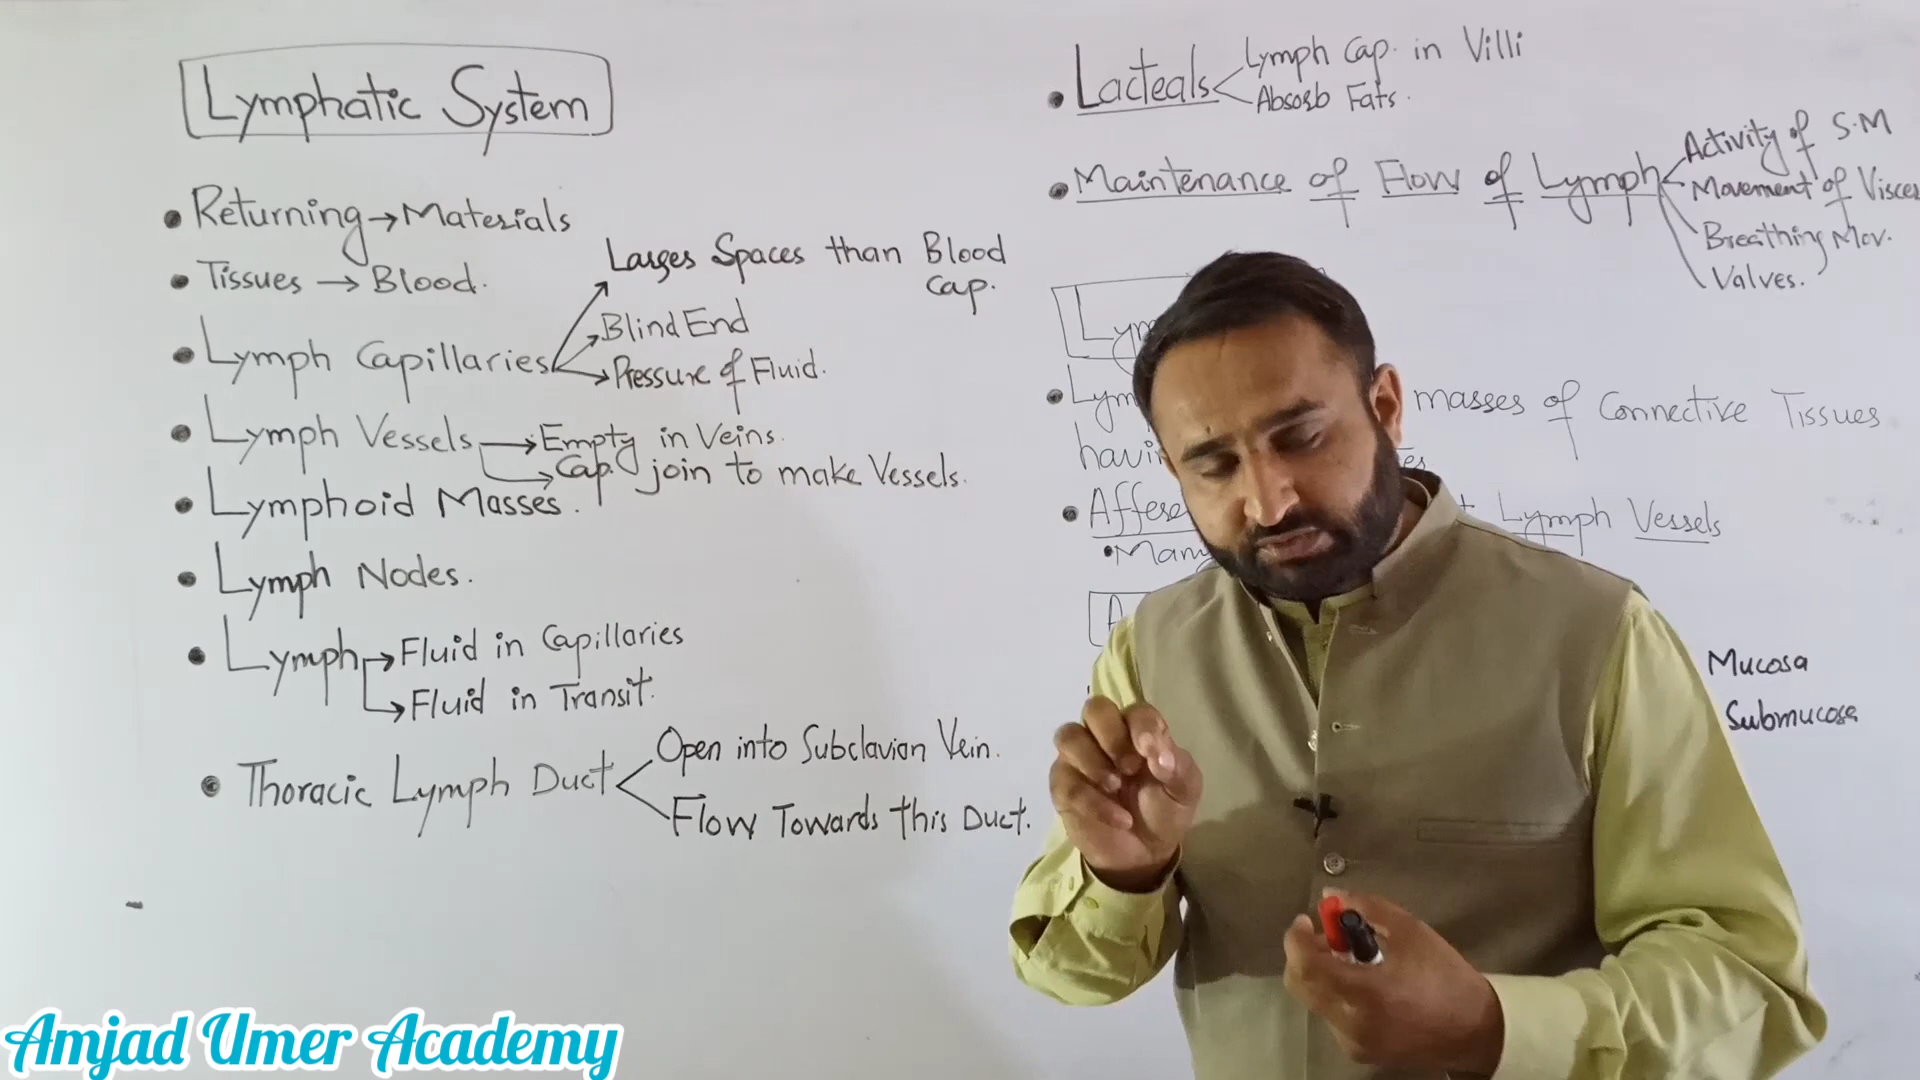 Lymphatic System
• Returning → Materials
• Tissues → Blood.
• Lymph Capillaries
Larges Spaces than Blood
Cap.
Blind End
Pressure of Fluid.
• Lymph Vessels → Empty in Veins.
Cap. join to make Vessels.
• Lymphoid Masses.
• Lymph Nodes.
• Lymph → Fluid in Capillaries
→ Fluid in Transit.
• Thoracic Lymph Duct
Open into Subclavian Vein.
Flow Towards this Duct.
• Lacteals
Lymph Cap. in Villi
Absorb Fats.
• Maintenance of Flow of Lymph
Activity of S.M
Movement of Visce
Breathing Mov.
Valves.
Lym
• Lym masses of Connective Tissues
havi
• Affere Lymph Vessels
• Many
A
Mucosa
Submucosa
Amjad Umer Academy